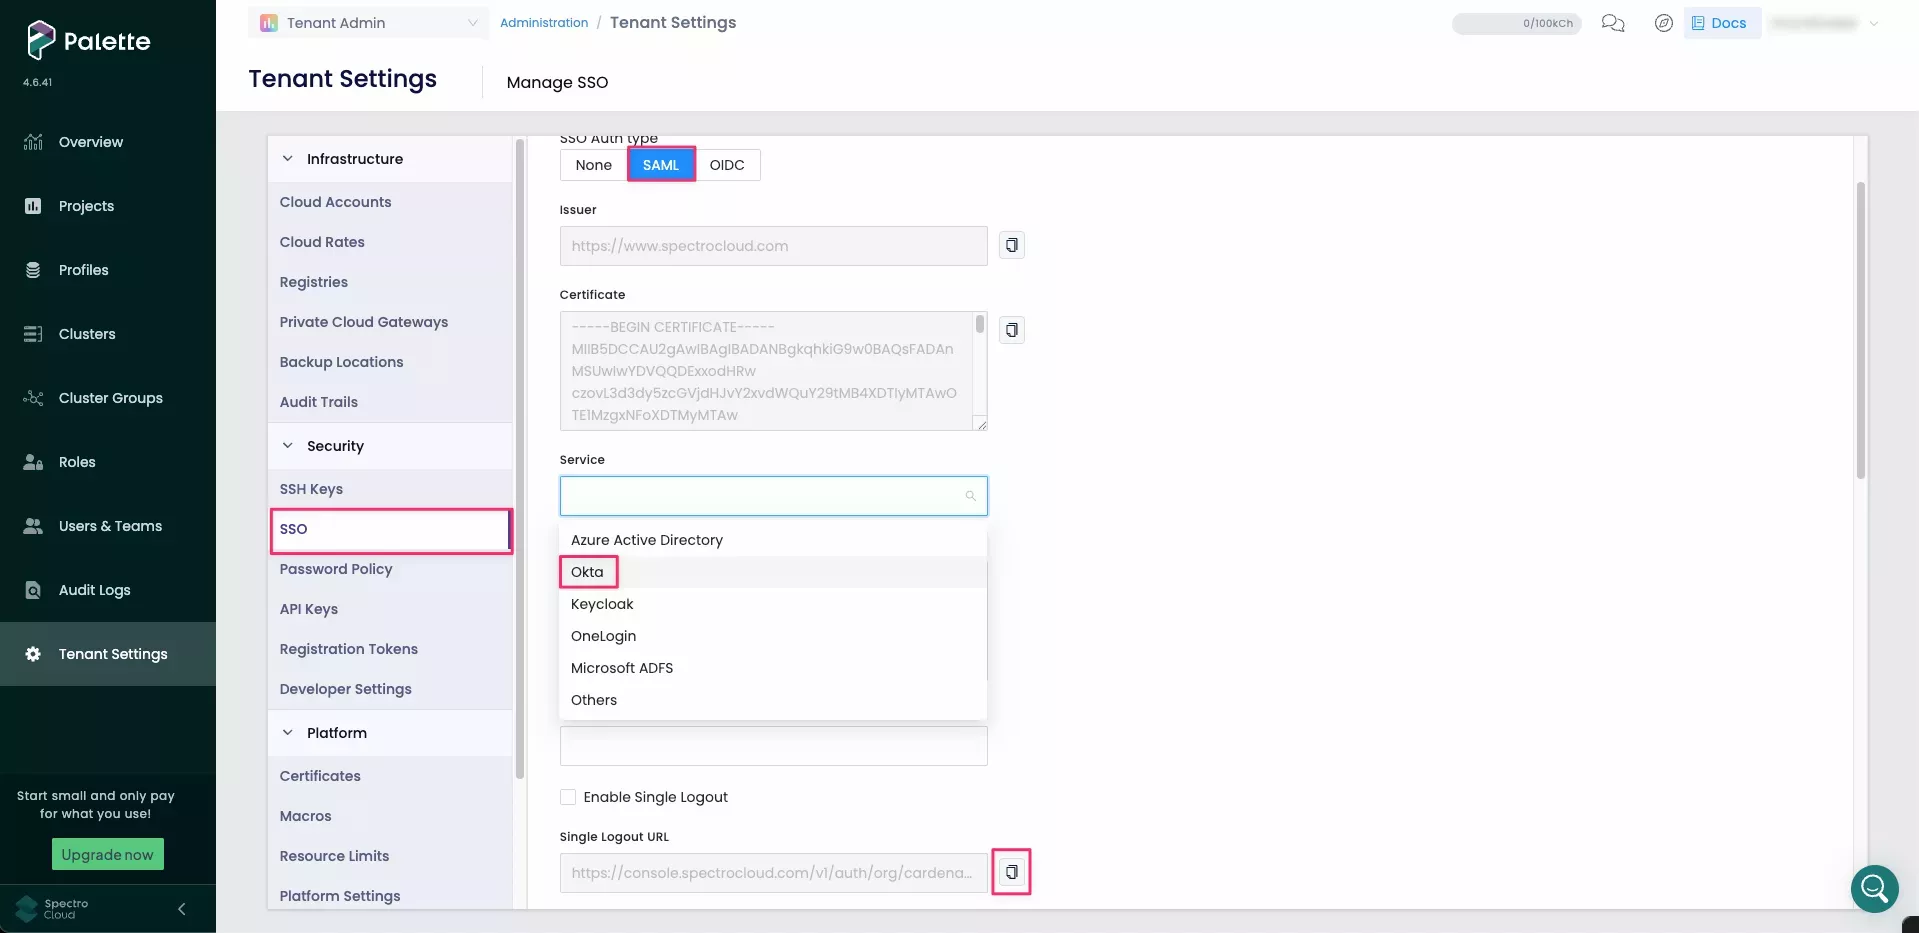 Palette
4.6.41
Overview
Projects
Profiles
Clusters
Cluster Groups
Roles
Users & Teams
Audit Logs
Tenant Settings
Start small and only pay
for what you use!
Upgrade now
Spectro
Cloud
Tenant Admin
Administration / Tenant Settings
0/100kCh
Docs
Tenant Settings
Manage SSO
Infrastructure
Cloud Accounts
Cloud Rates
Registries
Private Cloud Gateways
Backup Locations
Audit Trails
Security
SSH Keys
SSO
Password Policy
API Keys
Registration Tokens
Developer Settings
Platform
Certificates
Macros
Resource Limits
Platform Settings
SSO Auth type
None SAML OIDC
Issuer
https://www.spectrocloud.com
Certificate
-----BEGIN CERTIFICATE-----
MIIB5DCCAU2gAwIBAgIBADANBgkqhkiG9w0BAQsFADAn
MSUwIwYDVQQDExxodHRw
czovL3d3dy5zcGVjdHJvY2xvdWQuY29tMB4XDTIyMTAwO
TE1MzgxNFoXDTMyMTAw
Service
Azure Active Directory
Okta
Keycloak
OneLogin
Microsoft ADFS
Others
Enable Single Logout
Single Logout URL
https://console.spectrocloud.com/v1/auth/org/cardena...